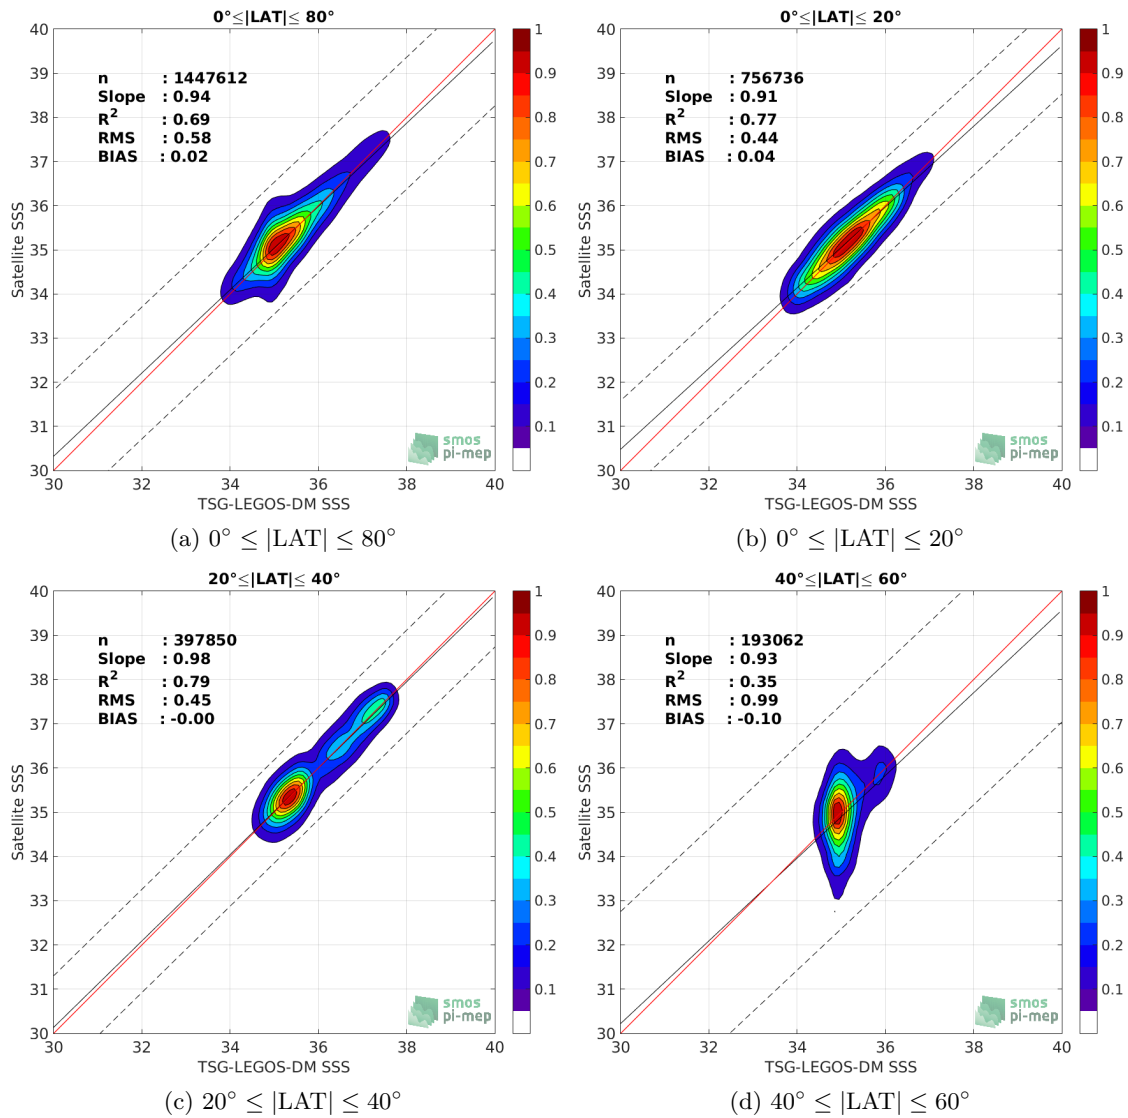 0°≤|LAT|≤ 80°
40
39
38
37
36
35
34
33
32
31
30
Satellite SSS
n : 1447612
Slope : 0.94
R² : 0.69
RMS : 0.58
BIAS : 0.02
smos
pi-mep
30 32 34 36 38 40
TSG-LEGOS-DM SSS
1
0.9
0.8
0.7
0.6
0.5
0.4
0.3
0.2
0.1
(a) 0° ≤ |LAT| ≤ 80°
0°≤|LAT|≤ 20°
40
39
38
37
36
35
34
33
32
31
30
Satellite SSS
n : 756736
Slope : 0.91
R² : 0.77
RMS : 0.44
BIAS : 0.04
smos
pi-mep
30 32 34 36 38 40
TSG-LEGOS-DM SSS
1
0.9
0.8
0.7
0.6
0.5
0.4
0.3
0.2
0.1
(b) 0° ≤ |LAT| ≤ 20°
20°≤|LAT|≤ 40°
40
39
38
37
36
35
34
33
32
31
30
Satellite SSS
n : 397850
Slope : 0.98
R² : 0.79
RMS : 0.45
BIAS : -0.00
smos
pi-mep
30 32 34 36 38 40
TSG-LEGOS-DM SSS
1
0.9
0.8
0.7
0.6
0.5
0.4
0.3
0.2
0.1
(c) 20° ≤ |LAT| ≤ 40°
40°≤|LAT|≤ 60°
40
39
38
37
36
35
34
33
32
31
30
Satellite SSS
n : 193062
Slope : 0.93
R² : 0.35
RMS : 0.99
BIAS : -0.10
smos
pi-mep
30 32 34 36 38 40
TSG-LEGOS-DM SSS
1
0.9
0.8
0.7
0.6
0.5
0.4
0.3
0.2
0.1
(d) 40° ≤ |LAT| ≤ 60°